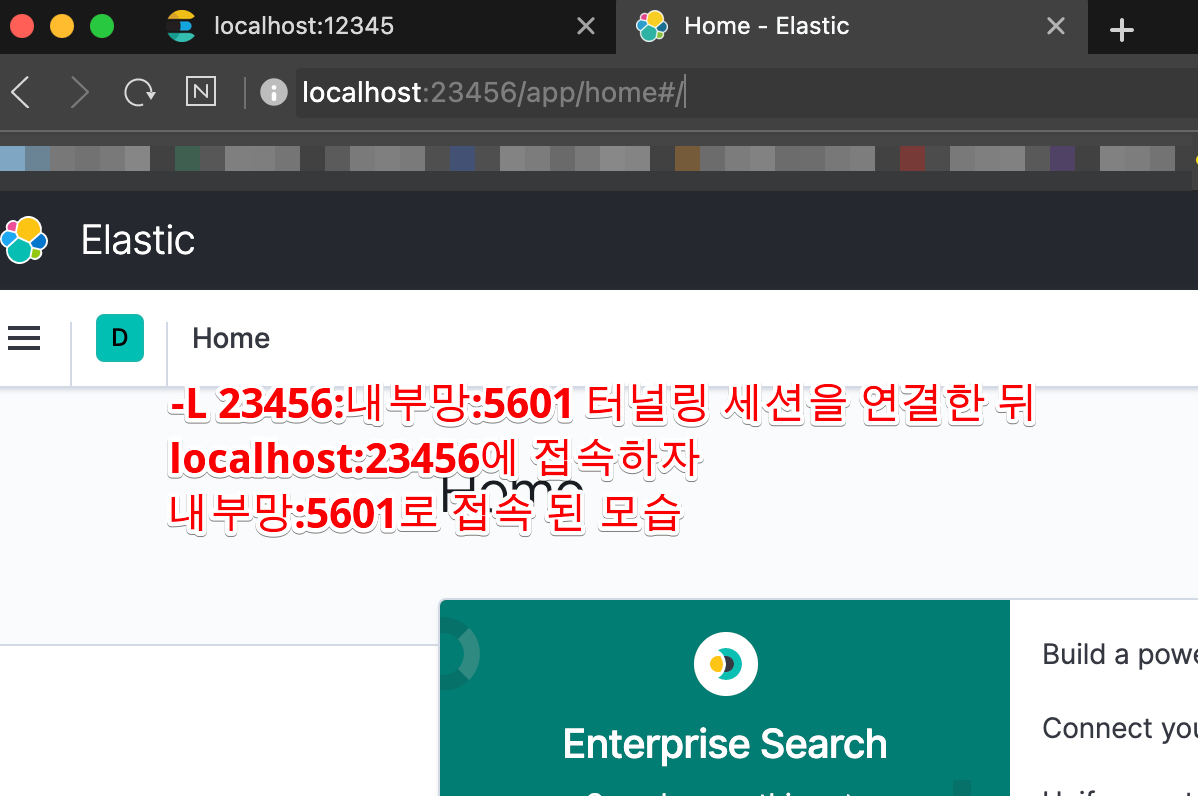 localhost:12345
Home - Elastic
localhost:23456/app/home#/
Elastic
D
Home
-L 23456:내부망:5601 터널링 세션을 연결한 뒤
localhost:23456에 접속하자
Home
내부망:5601로 접속 된 모습
Enterprise Search
Build a powe
Connect you